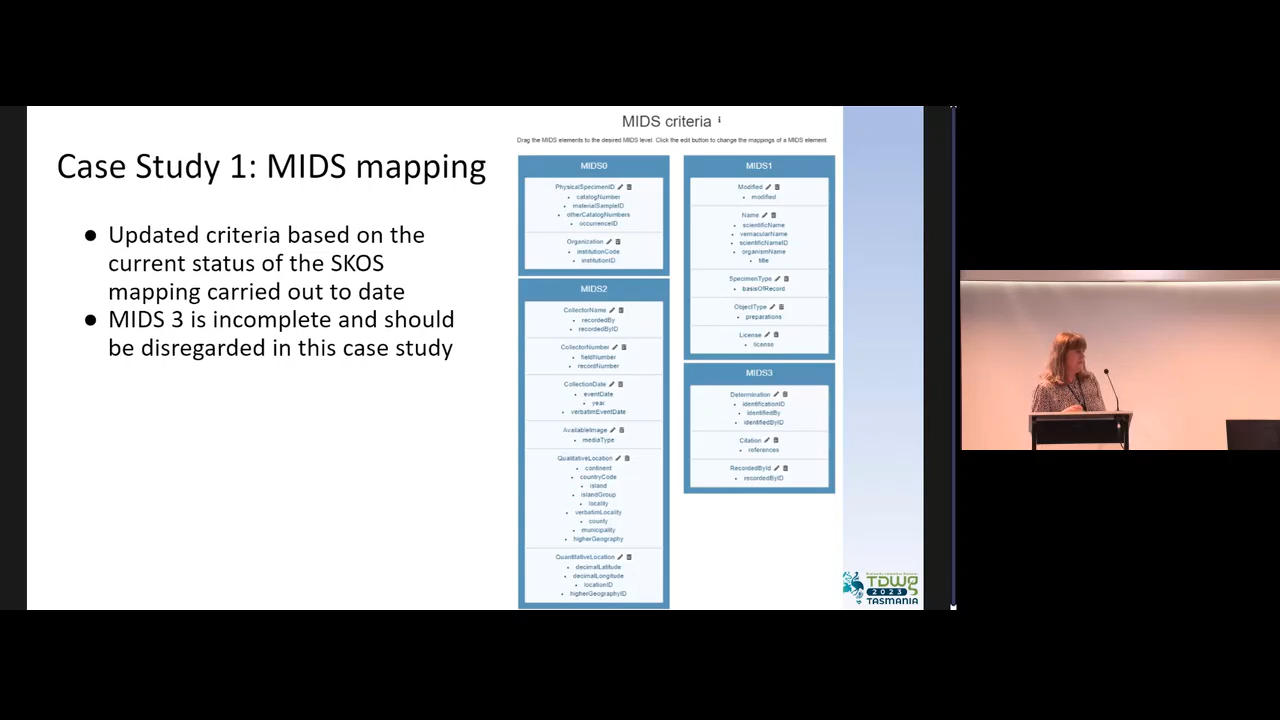 Case Study 1: MIDS mapping
● Updated criteria based on the
current status of the SKOS
mapping carried out to date
● MIDS 3 is incomplete and should
be disregarded in this case study
MIDS criteria
Drag the MIDS elements to the desired MIDS level. Click the edit button to change the mappings of a MIDS element
MIDS0
PhysicalSpecimenID
• catalogNumber
• materialSampleID
• otherCatalogNumbers
• occurrenceID
Organization
• institutionCode
• institutionID
MIDS2
CollectorName
• recordedBy
• recordedByID
CollectorNumber
• fieldNumber
• recordNumber
CollectionDate
• eventDate
• year
• verbatimEventDate
AvailableImage
• mediaType
QualitativeLocation
• continent
• countryCode
• island
• islandGroup
• locality
• verbatimLocality
• county
• municipality
• higherGeography
QuantitativeLocation
• decimalLatitude
• decimalLongitude
• locationID
• higherGeographyID
MIDS1
Modified
• modified
Name
• scientificName
• vernacularName
• scientificNameID
• organismName
• title
SpecimenType
• basisOfRecord
ObjectType
• preparations
License
• license
MIDS3
Determination
• identificationID
• identifiedBy
• identifiedByID
Citation
• references
RecordedById
• recordedByID
TDWG
2023
TASMANIA